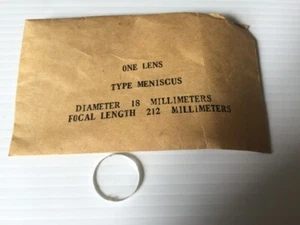 ONE LENS
TYPE MENISCUS
DIAMETER 18 MILLIMETERS
FOCAL LENGTH 212 MILLIMETERS